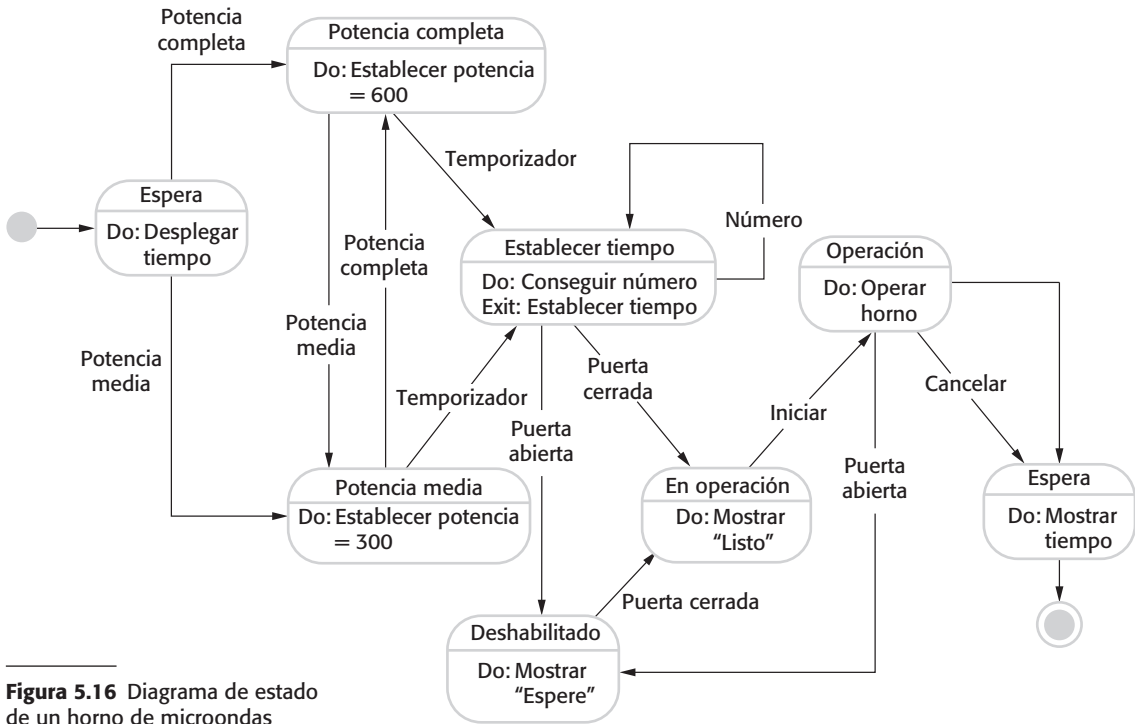 Potencia
completa
Potencia completa
Do: Establecer potencia
= 600
Temporizador
Espera
Do: Desplegar
tiempo
Potencia
completa
Número
Establecer tiempo
Do: Conseguir número
Exit: Establecer tiempo
Operación
Do: Operar
horno
Potencia
media
Potencia
media
Temporizador
Puerta
cerrada
Puerta
abierta
Iniciar
Cancelar
Puerta
abierta
Potencia media
Do: Establecer potencia
= 300
En operación
Do: Mostrar
“Listo”
Espera
Do: Mostrar
tiempo
Puerta cerrada
Deshabilitado
Do: Mostrar
“Espere”
Figura 5.16 Diagrama de estado
de un horno de microondas